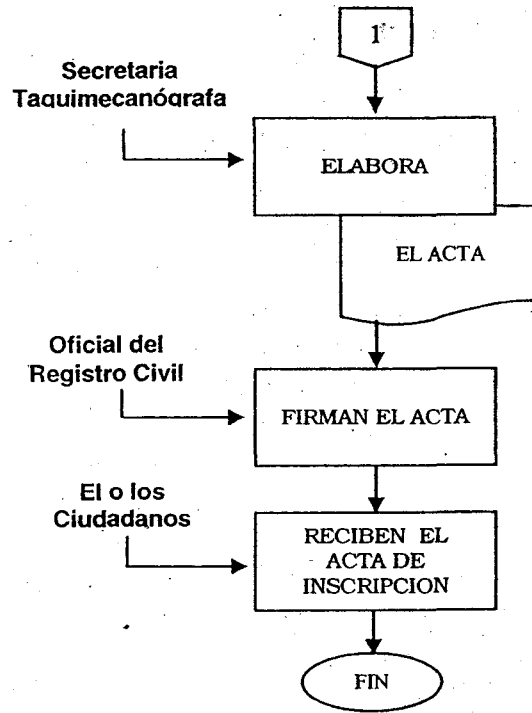 1
Secretaria
Taquimecanógrafa
ELABORA
EL ACTA
Oficial del
Registro Civil
FIRMAN EL ACTA
El o los
Ciudadanos
RECIBEN EL
ACTA DE
INSCRIPCION
FIN